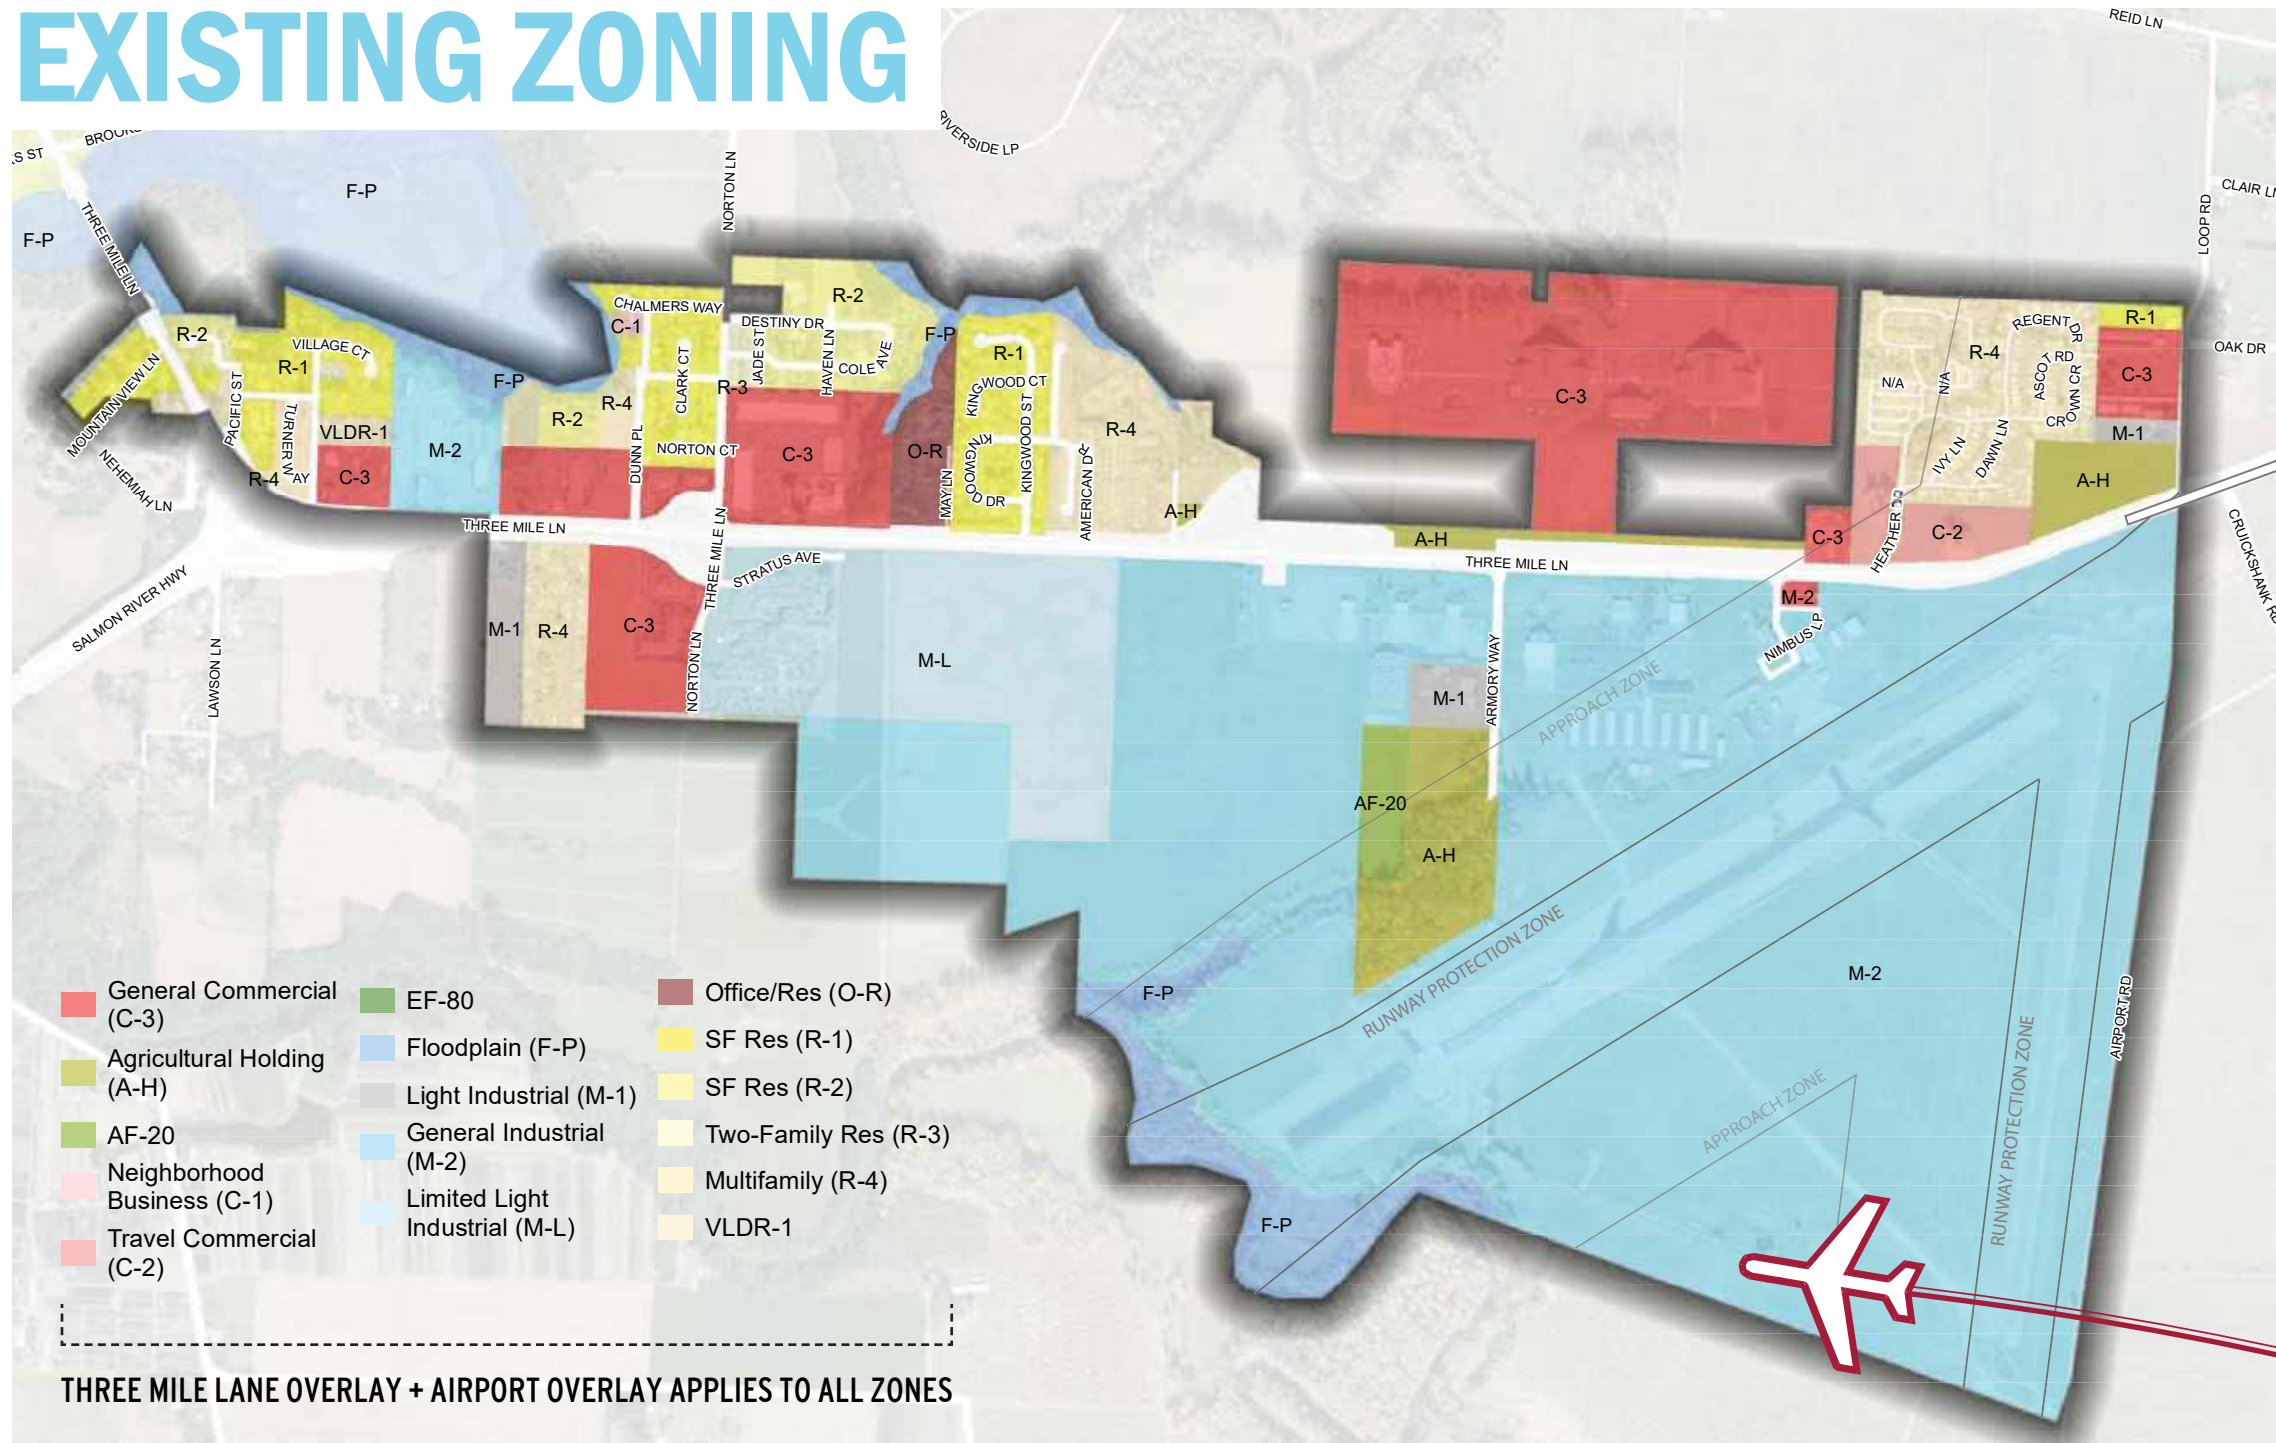 EXISTING ZONING
REID LN
RIVERSIDE LP
CLAIR LN
LOOP RD
OAK DR
CRUICKSHANK RD
F-P
F-P
THREE MILE LN
NORTON LN
R-2
R-1
VILLAGE CT
MOUNTAIN VIEW LN
PACIFIC ST
TURNER WAY
NEHEMIAH LN
R-4
VLDR-1
C-3
M-2
F-P
CHALMERS WAY
C-1
R-2
R-4
CLARK CT
DUNN PL
NORTON CT
R-3
R-2
DESTINY DR
JADE ST
HAVEN LN
COLE AVE
F-P
C-3
O-R
MAY LN
R-1
KINGWOOD CT
KINGWOOD ST
KINGWOOD DR
R-4
AMERICAN DR
A-H
C-3
A-H
R-4
REGENT DR
N/A
N/A
ASCOT RD
CROWN CR
IVY LN
DAWN LN
R-1
C-3
M-1
A-H
C-3
HEATHER
C-2
THREE MILE LN
THREE MILE LN
THREE MILE LN
STRATUS AVE
SALMON RIVER HWY
LAWSON LN
M-1
R-4
C-3
NORTON LN
M-L
M-1
ARMORY WAY
M-2
NIMBUS LP
APPROACH ZONE
AF-20
A-H
RUNWAY PROTECTION ZONE
M-2
F-P
F-P
APPROACH ZONE
RUNWAY PROTECTION ZONE
AIRPORT RD
General Commercial
(C-3)
Agricultural Holding
(A-H)
AF-20
Neighborhood
Business (C-1)
Travel Commercial
(C-2)
EF-80
Floodplain (F-P)
Light Industrial (M-1)
General Industrial
(M-2)
Limited Light
Industrial (M-L)
Office/Res (O-R)
SF Res (R-1)
SF Res (R-2)
Two-Family Res (R-3)
Multifamily (R-4)
VLDR-1
THREE MILE LANE OVERLAY + AIRPORT OVERLAY APPLIES TO ALL ZONES